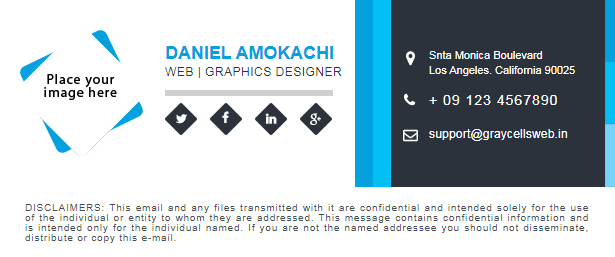 Place your
image here
DANIEL AMOKACHI
WEB | GRAPHICS DESIGNER
Snta Monica Boulevard
Los Angeles. California 90025
+ 09 123 4567890
support@graycellsweb.in
DISCLAIMERS: This email and any files transmitted with it are confidential and intended solely for the use
of the individual or entity to whom they are addressed. This message contains confidential information and
is intended only for the individual named. If you are not the named addressee you should not disseminate,
distribute or copy this e-mail.